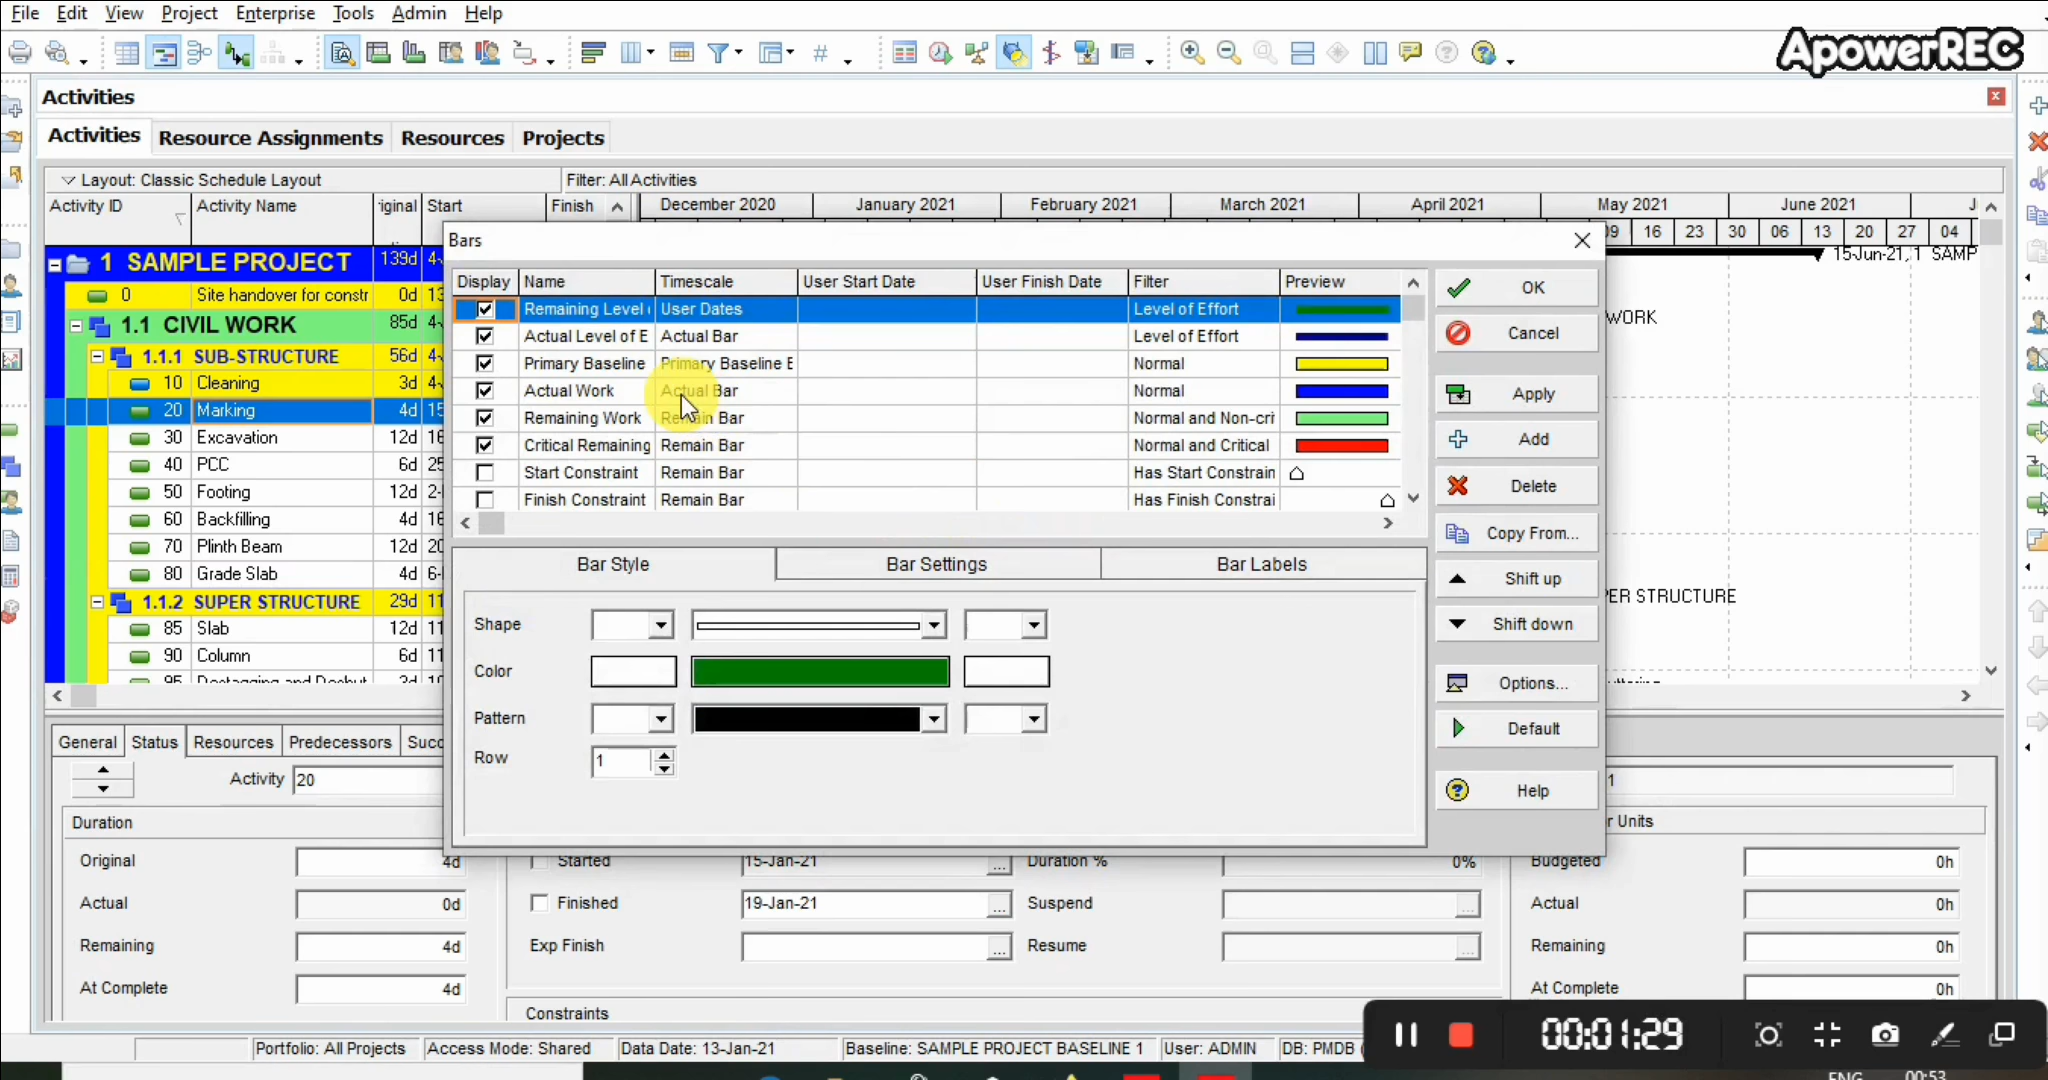 File Edit View Project Enterprise Tools Admin Help
ApowerREC
Activities
Activities Resource Assignments Resources Projects
Layout: Classic Schedule Layout Filter: All Activities
Activity ID Activity Name Start Finish December 2020 January 2021 February 2021 March 2021 April 2021 May 2021 June 2021
16 23 30 06 13 20 27 04
Bars
1 SAMPLE PROJECT 139d 15-Jun-21, 1 SAMP
0 Site handover for constr 0d 13
1.1 CIVIL WORK 85d WORK
1.1.1 SUB-STRUCTURE 56d
10 Cleaning 3d
20 Marking 4d 15
30 Excavation 12d
40 PCC 6d 25
50 Footing 12d
60 Backfilling 4d
70 Plinth Beam 12d 20
80 Grade Slab 4d
1.1.2 SUPER STRUCTURE 29d 11 PER STRUCTURE
85 Slab 12d 11
90 Column 6d 11
Display Name Timescale User Start Date User Finish Date Filter Preview
Remaining Level User Dates Level of Effort
Actual Level of E Actual Bar Level of Effort
Primary Baseline Primary Baseline E Normal
Actual Work Actual Bar Normal
Remaining Work Remain Bar Normal and Non-cri
Critical Remaining Remain Bar Normal and Critical
Start Constraint Remain Bar Has Start Constrain
Finish Constraint Remain Bar Has Finish Constrai
OK
Cancel
Apply
Add
Delete
Copy From...
Shift up
Shift down
Options...
Default
Help
Bar Style Bar Settings Bar Labels
Shape
Color
Pattern
Row 1
General Status Resources Predecessors Succ
Activity 20 1
Duration r Units
Original 4d Started 15-Jan-21 ... Duration % 0% Budgeted 0h
Actual 0d Finished 19-Jan-21 ... Suspend ... Actual 0h
Remaining 4d Exp Finish ... Resume ... Remaining 0h
At Complete 4d At Complete 0h
Constraints
Portfolio: All Projects Access Mode: Shared Data Date: 13-Jan-21 Baseline: SAMPLE PROJECT BASELINE 1 User: ADMIN DB: PMDB
00:01:29
ENG 00:53